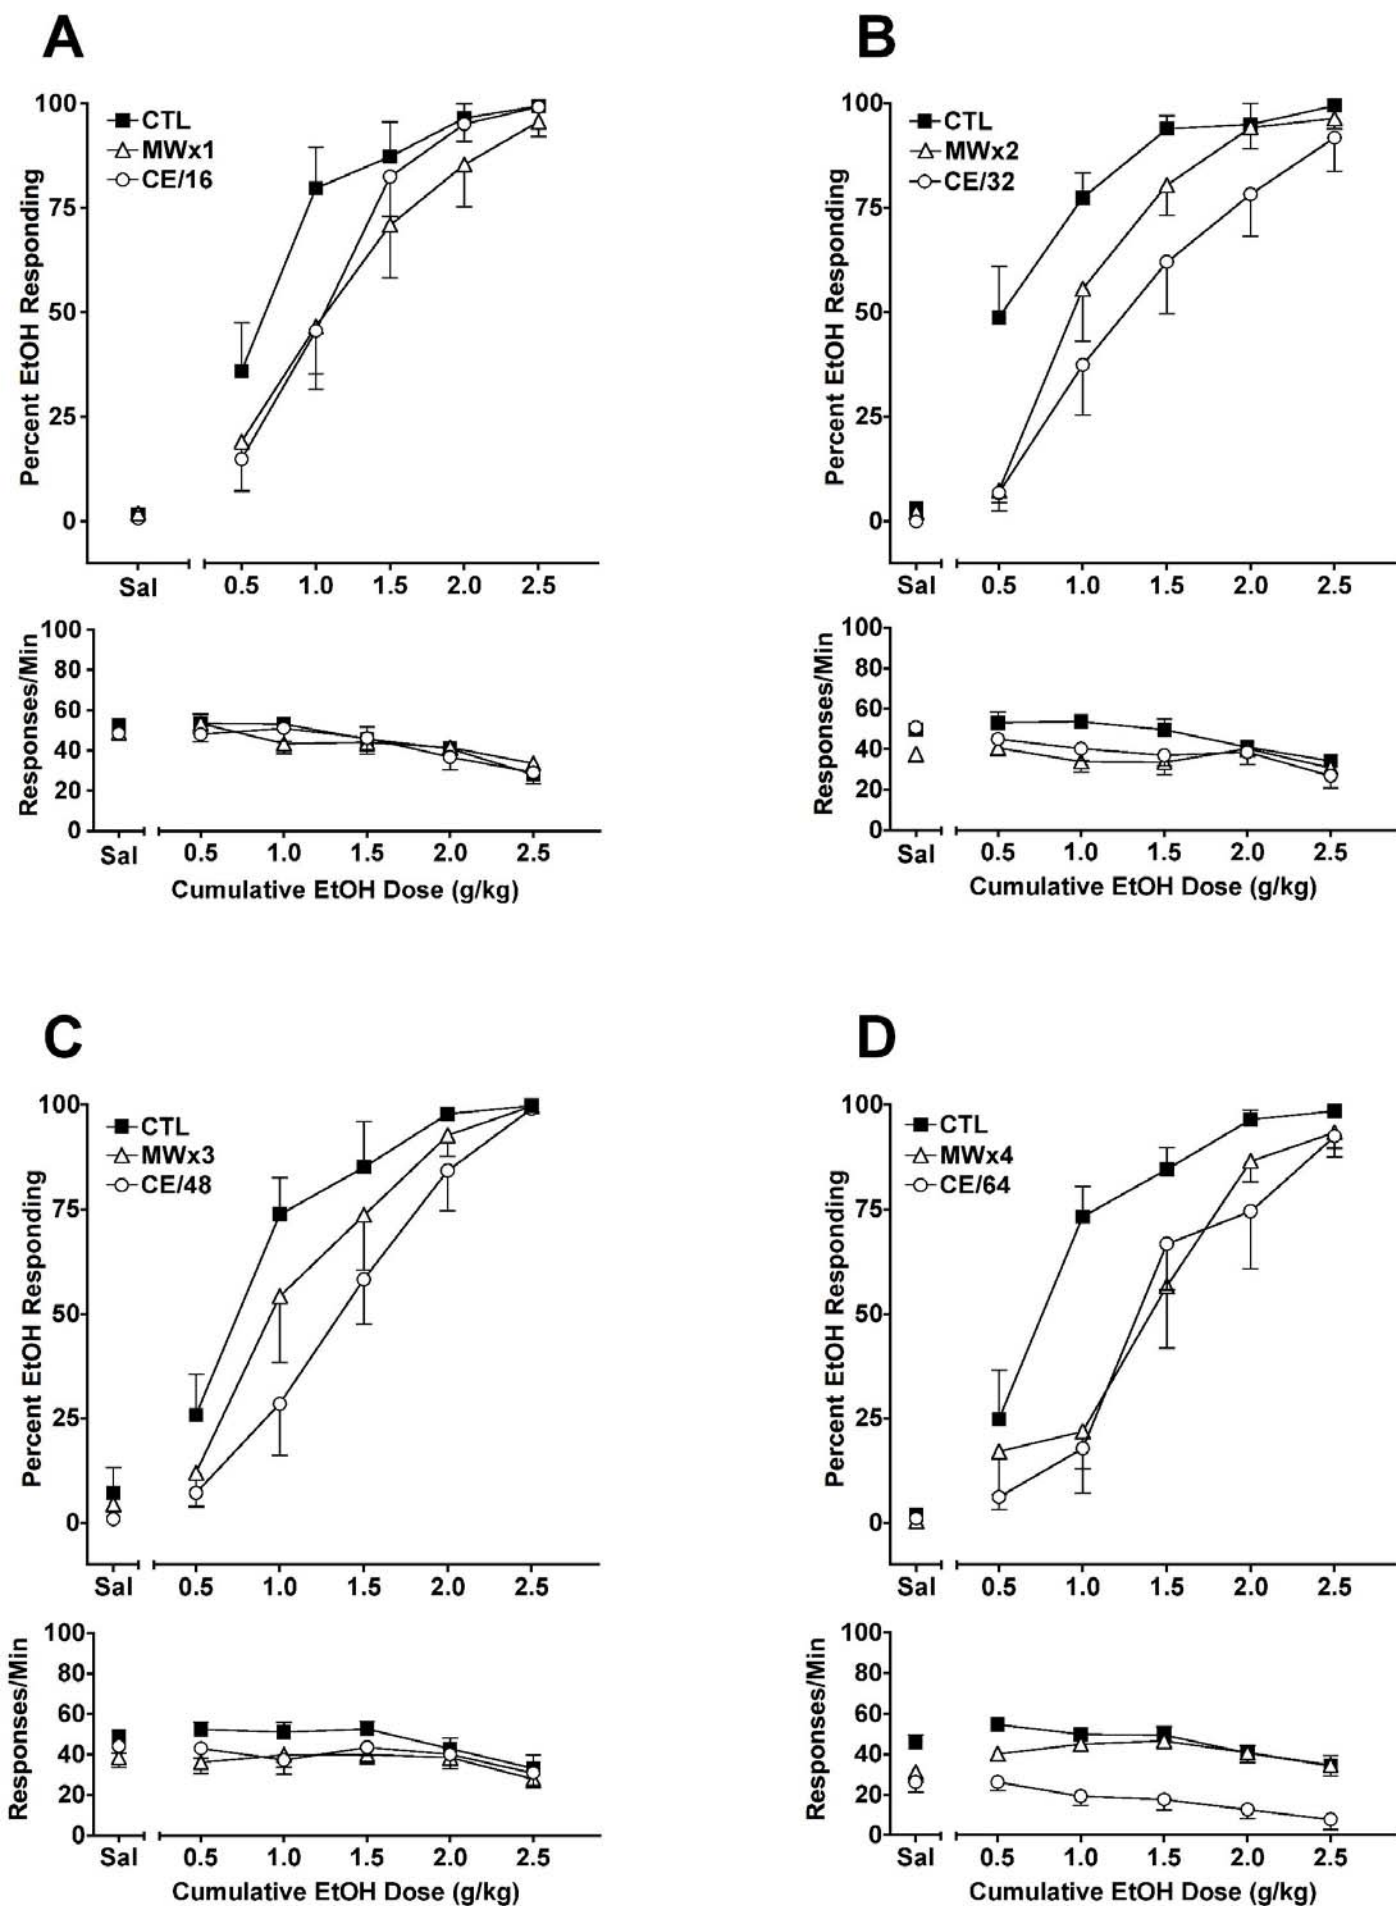 A
100
75
50
25
0
Percent EtOH Responding
CTL
MWx1
CE/16
Sal 0.5 1.0 1.5 2.0 2.5
100
80
60
40
20
0
Responses/Min
Sal 0.5 1.0 1.5 2.0 2.5
Cumulative EtOH Dose (g/kg)
B
100
75
50
25
0
Percent EtOH Responding
CTL
MWx2
CE/32
Sal 0.5 1.0 1.5 2.0 2.5
100
80
60
40
20
0
Responses/Min
Sal 0.5 1.0 1.5 2.0 2.5
Cumulative EtOH Dose (g/kg)
C
100
75
50
25
0
Percent EtOH Responding
CTL
MWx3
CE/48
Sal 0.5 1.0 1.5 2.0 2.5
100
80
60
40
20
0
Responses/Min
Sal 0.5 1.0 1.5 2.0 2.5
Cumulative EtOH Dose (g/kg)
D
100
75
50
25
0
Percent EtOH Responding
CTL
MWx4
CE/64
Sal 0.5 1.0 1.5 2.0 2.5
100
80
60
40
20
0
Responses/Min
Sal 0.5 1.0 1.5 2.0 2.5
Cumulative EtOH Dose (g/kg)